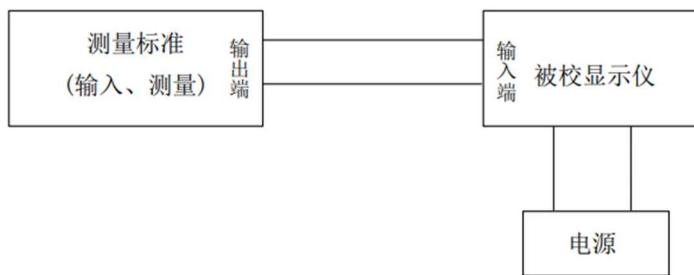 测量标准
(输入、测量)
输出端
输入端
被校显示仪
电源